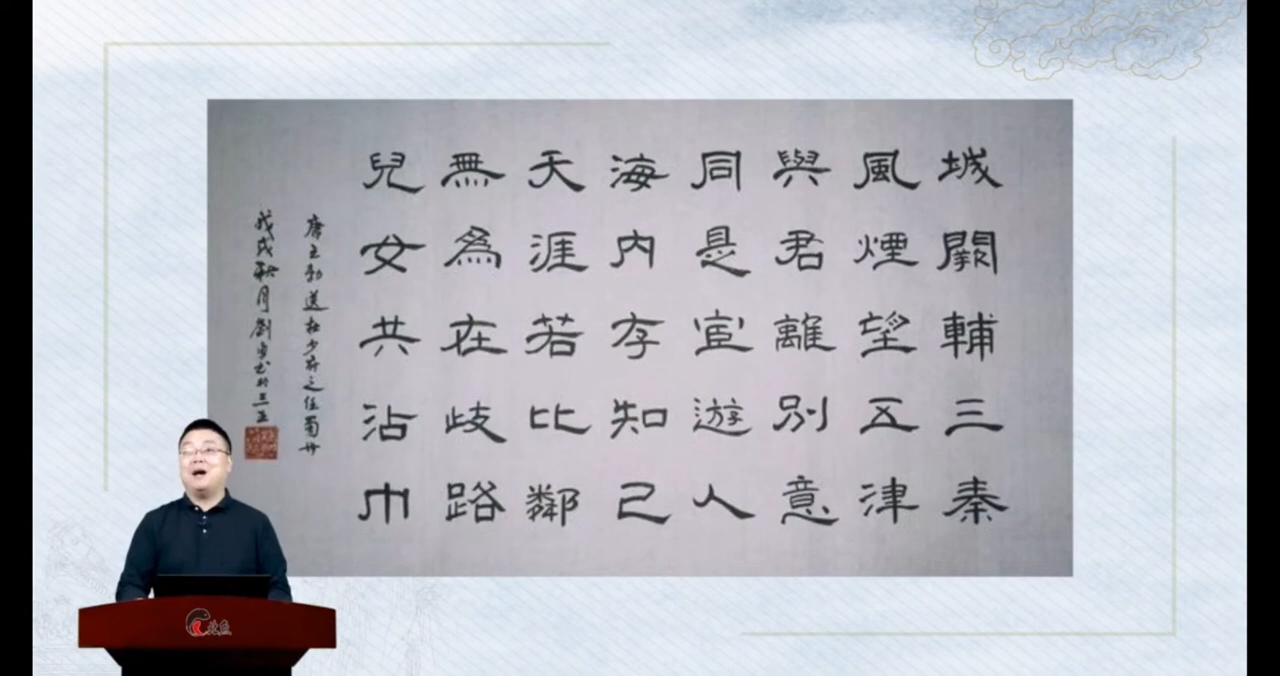 城闕輔三秦
風煙望五津
與君離別意
同是宦遊人
海内存知己
天涯若比鄰
無為在歧路
兒女共沾巾
唐王勃送杜少府之任蜀州
戊戌秋月劉